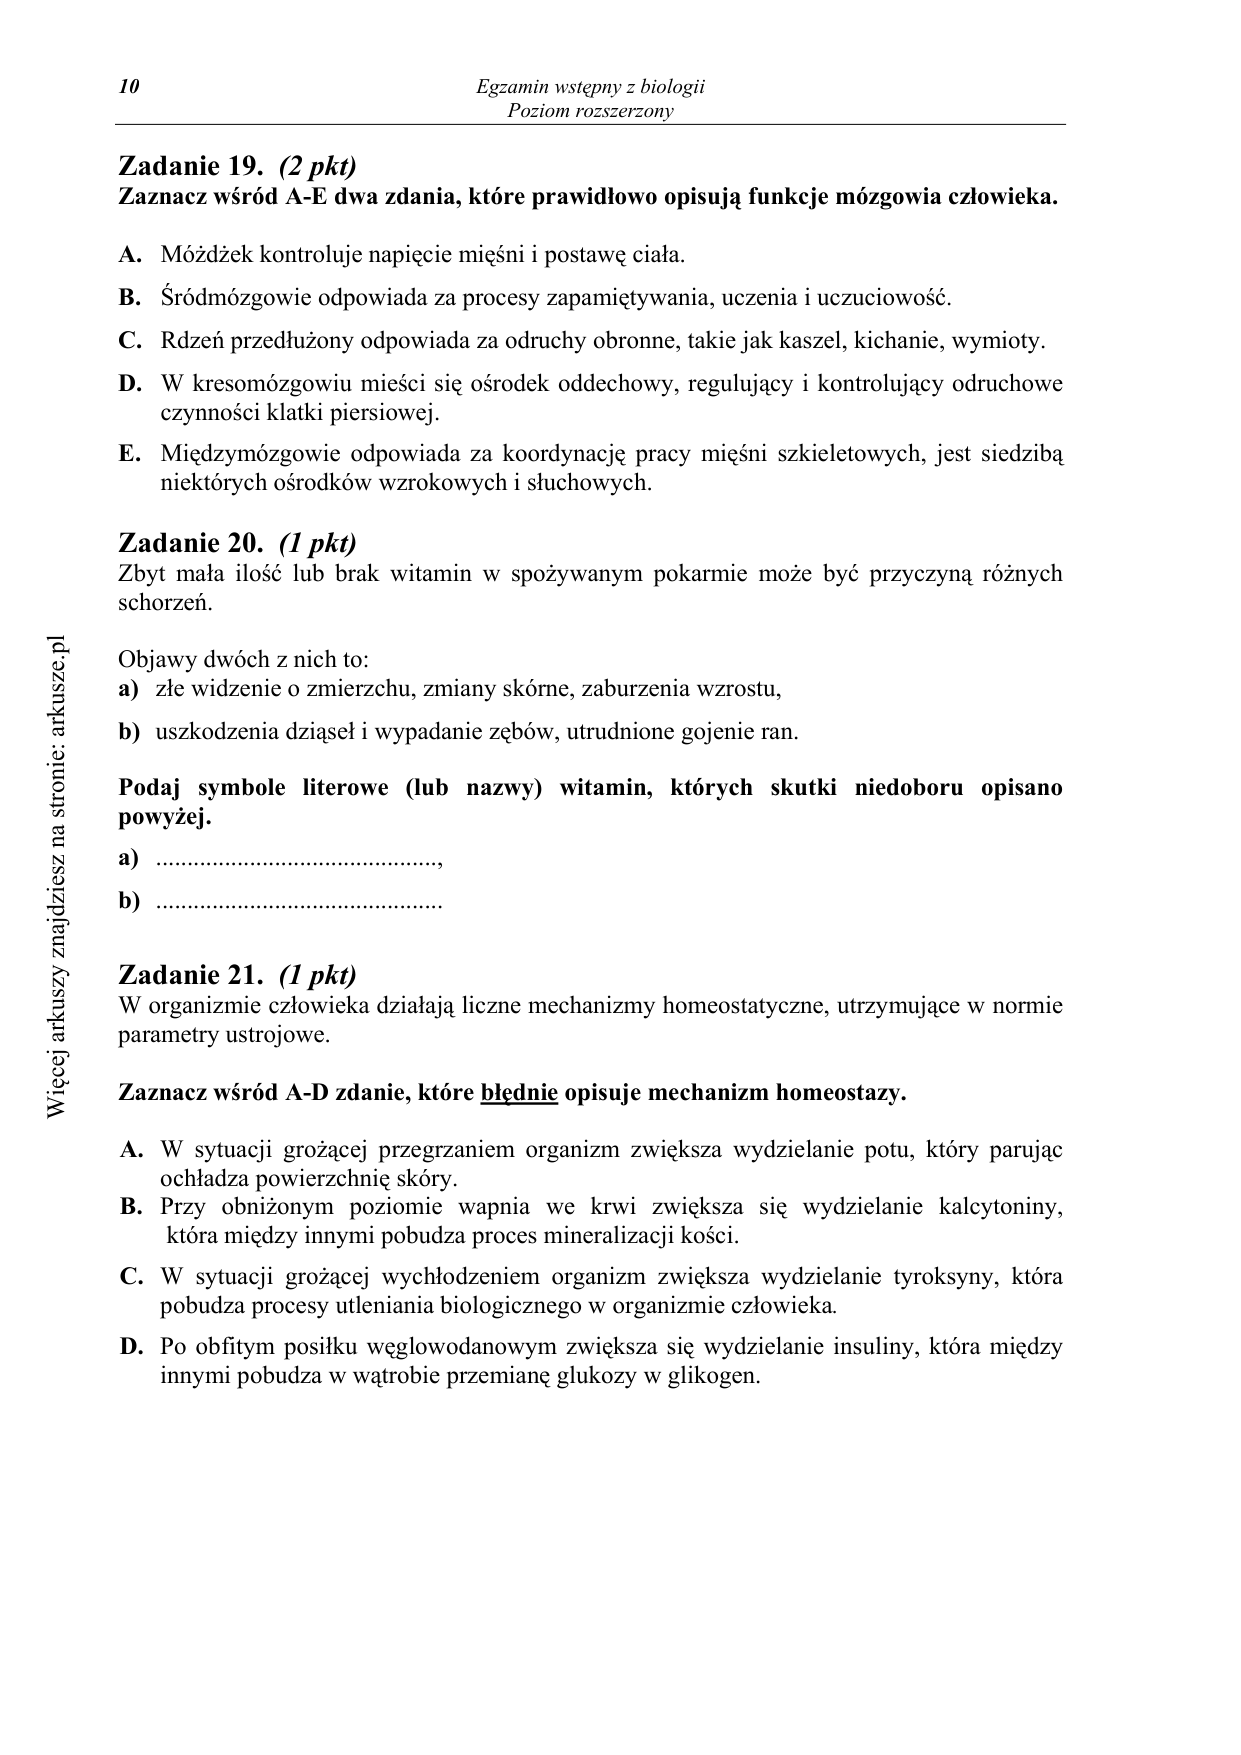 10
Egzamin wstępny z biologii
Poziom rozszerzony
Zadanie 19. (2 pkt)
Zaznacz wśród A-E dwa zdania, które prawidłowo opisują funkcje mózgowia człowieka.
A. Móżdżek kontroluje napięcie mięśni i postawę ciała.
B. Śródmózgowie odpowiada za procesy zapamiętywania, uczenia i uczuciowość.
C. Rdzeń przedłużony odpowiada za odruchy obronne, takie jak kaszel, kichanie, wymioty.
D. W kresomózgowiu mieści się ośrodek oddechowy, regulujący i kontrolujący odruchowe
czynności klatki piersiowej.
E. Międzymózgowie odpowiada za koordynację pracy mięśni szkieletowych, jest siedzibą
niektórych ośrodków wzrokowych i słuchowych.
Zadanie 20. (1 pkt)
Zbyt mała ilość lub brak witamin w spożywanym pokarmie może być przyczyną różnych
schorzeń.
Objawy dwóch z nich to:
a) złe widzenie o zmierzchu, zmiany skórne, zaburzenia wzrostu,
b) uszkodzenia dziąseł i wypadanie zębów, utrudnione gojenie ran.
Podaj symbole literowe (lub nazwy) witamin, których skutki niedoboru opisano
powyżej.
a) .............................................,
b) ..............................................
Zadanie 21. (1 pkt)
W organizmie człowieka działają liczne mechanizmy homeostatyczne, utrzymujące w normie
parametry ustrojowe.
Zaznacz wśród A-D zdanie, które błędnie opisuje mechanizm homeostazy.
A. W sytuacji grożącej przegrzaniem organizm zwiększa wydzielanie potu, który parując
ochładza powierzchnię skóry.
B. Przy obniżonym poziomie wapnia we krwi zwiększa się wydzielanie kalcytoniny,
która między innymi pobudza proces mineralizacji kości.
C. W sytuacji grożącej wychłodzeniem organizm zwiększa wydzielanie tyroksyny, która
pobudza procesy utleniania biologicznego w organizmie człowieka.
D. Po obfitym posiłku węglowodanowym zwiększa się wydzielanie insuliny, która między
innymi pobudza w wątrobie przemianę glukozy w glikogen.
Więcej arkuszy znajdziesz na stronie: arkusze.pl